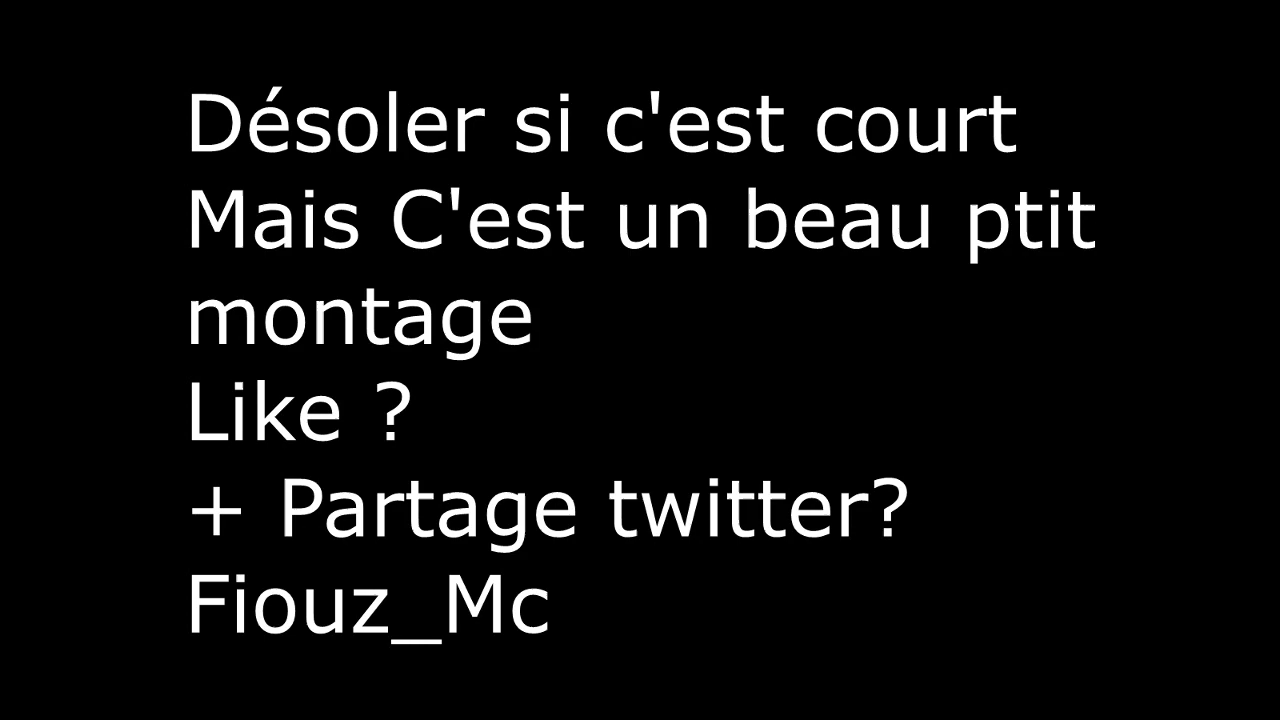 Désoler si c'est court
Mais C'est un beau ptit
montage
Like ?
+ Partage twitter?
Fiouz_Mc